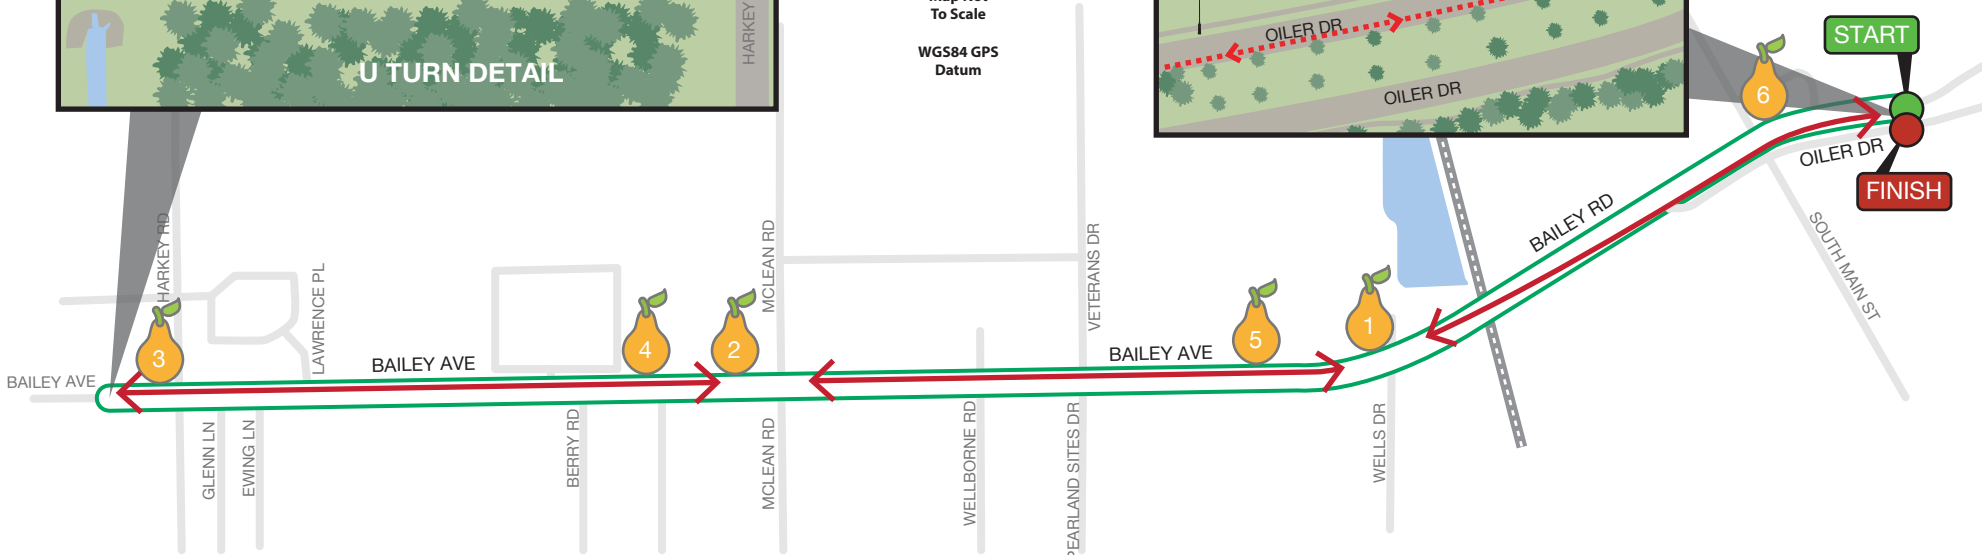 To Scale
WGS84 GPS
Datum
HARKEY
U TURN DETAIL
OILER DR
OILER DR
START
6
OILER DR
FINISH
BAILEY RD
SOUTH MAIN ST
HARKEY RD
LAWRENCE PL
MCLEAN RD
VETERANS DR
3
4
2
5
1
BAILEY AVE
BAILEY AVE
BAILEY AVE
GLENN LN
EWING LN
BERRY RD
MCLEAN RD
WELLBORNE RD
PEARLAND SITES DR
WELLS DR